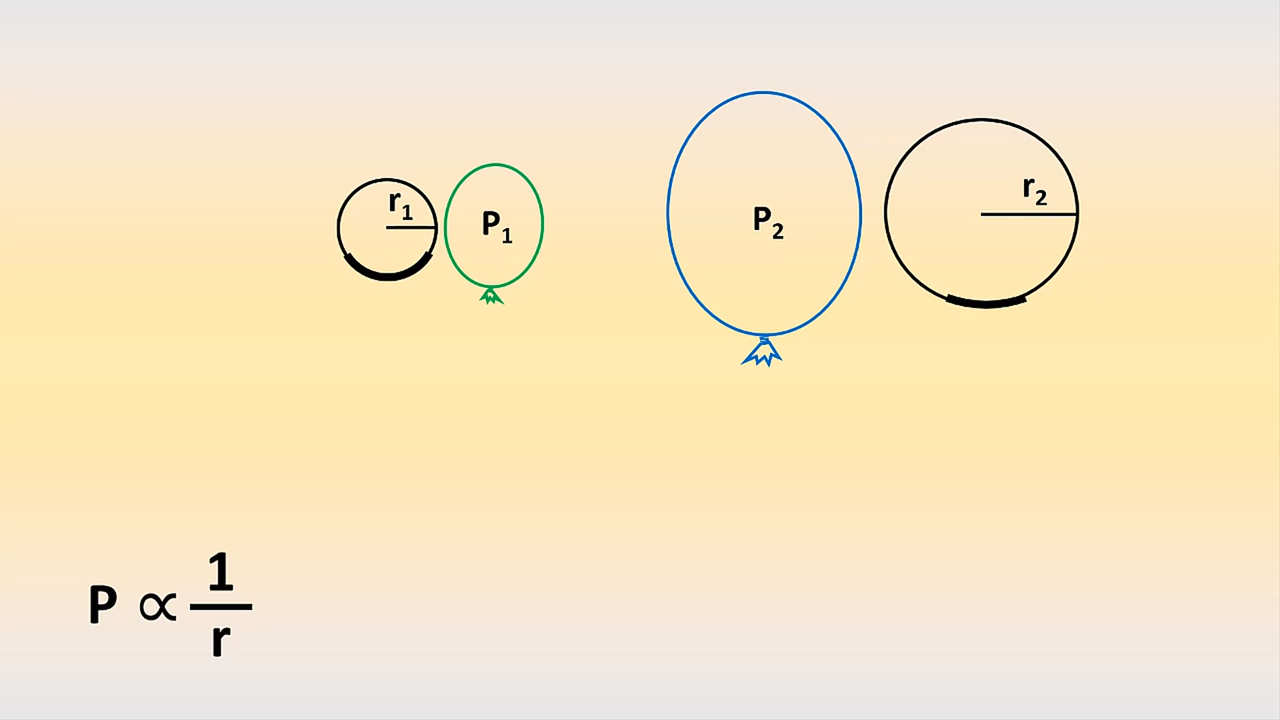 r₁
P₁
P₂
r₂
P ∝ 1/r